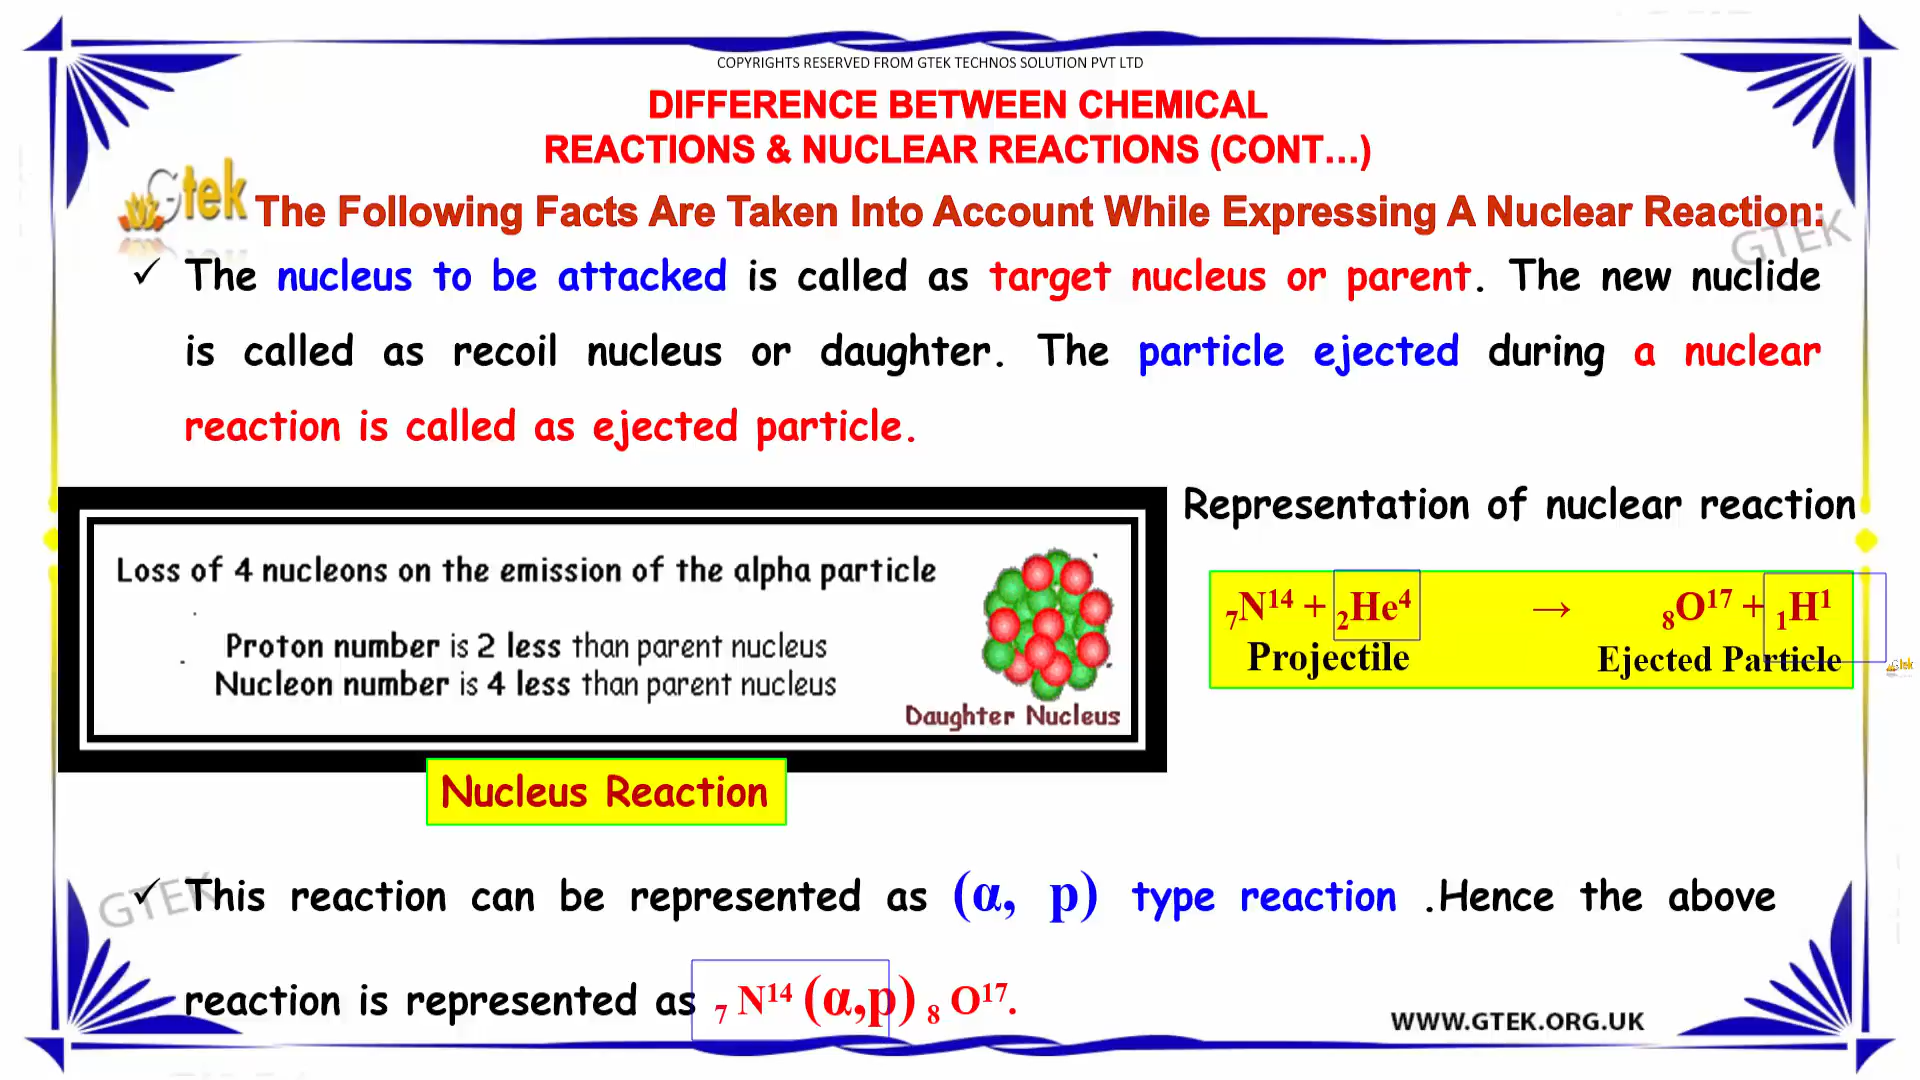 COPYRIGHTS RESERVED FROM GTEK TECHNOS SOLUTION PVT LTD
DIFFERENCE BETWEEN CHEMICAL
REACTIONS & NUCLEAR REACTIONS (CONT...)
Gtek
The Following Facts Are Taken Into Account While Expressing A Nuclear Reaction:
GTEK
✓ The nucleus to be attacked is called as target nucleus or parent. The new nuclide
is called as recoil nucleus or daughter. The particle ejected during a nuclear
reaction is called as ejected particle.
Representation of nuclear reaction
Loss of 4 nucleons on the emission of the alpha particle
Proton number is 2 less than parent nucleus
Nucleon number is 4 less than parent nucleus
Daughter Nucleus
₇N¹⁴ + ₂He⁴ → ₈O¹⁷ + ₁H¹
Projectile Ejected Particle
Gtek
Nucleus Reaction
GTEK
✓ This reaction can be represented as (α, p) type reaction .Hence the above
reaction is represented as ₇ N¹⁴ (α,p) ₈ O¹⁷.
WWW.GTEK.ORG.UK